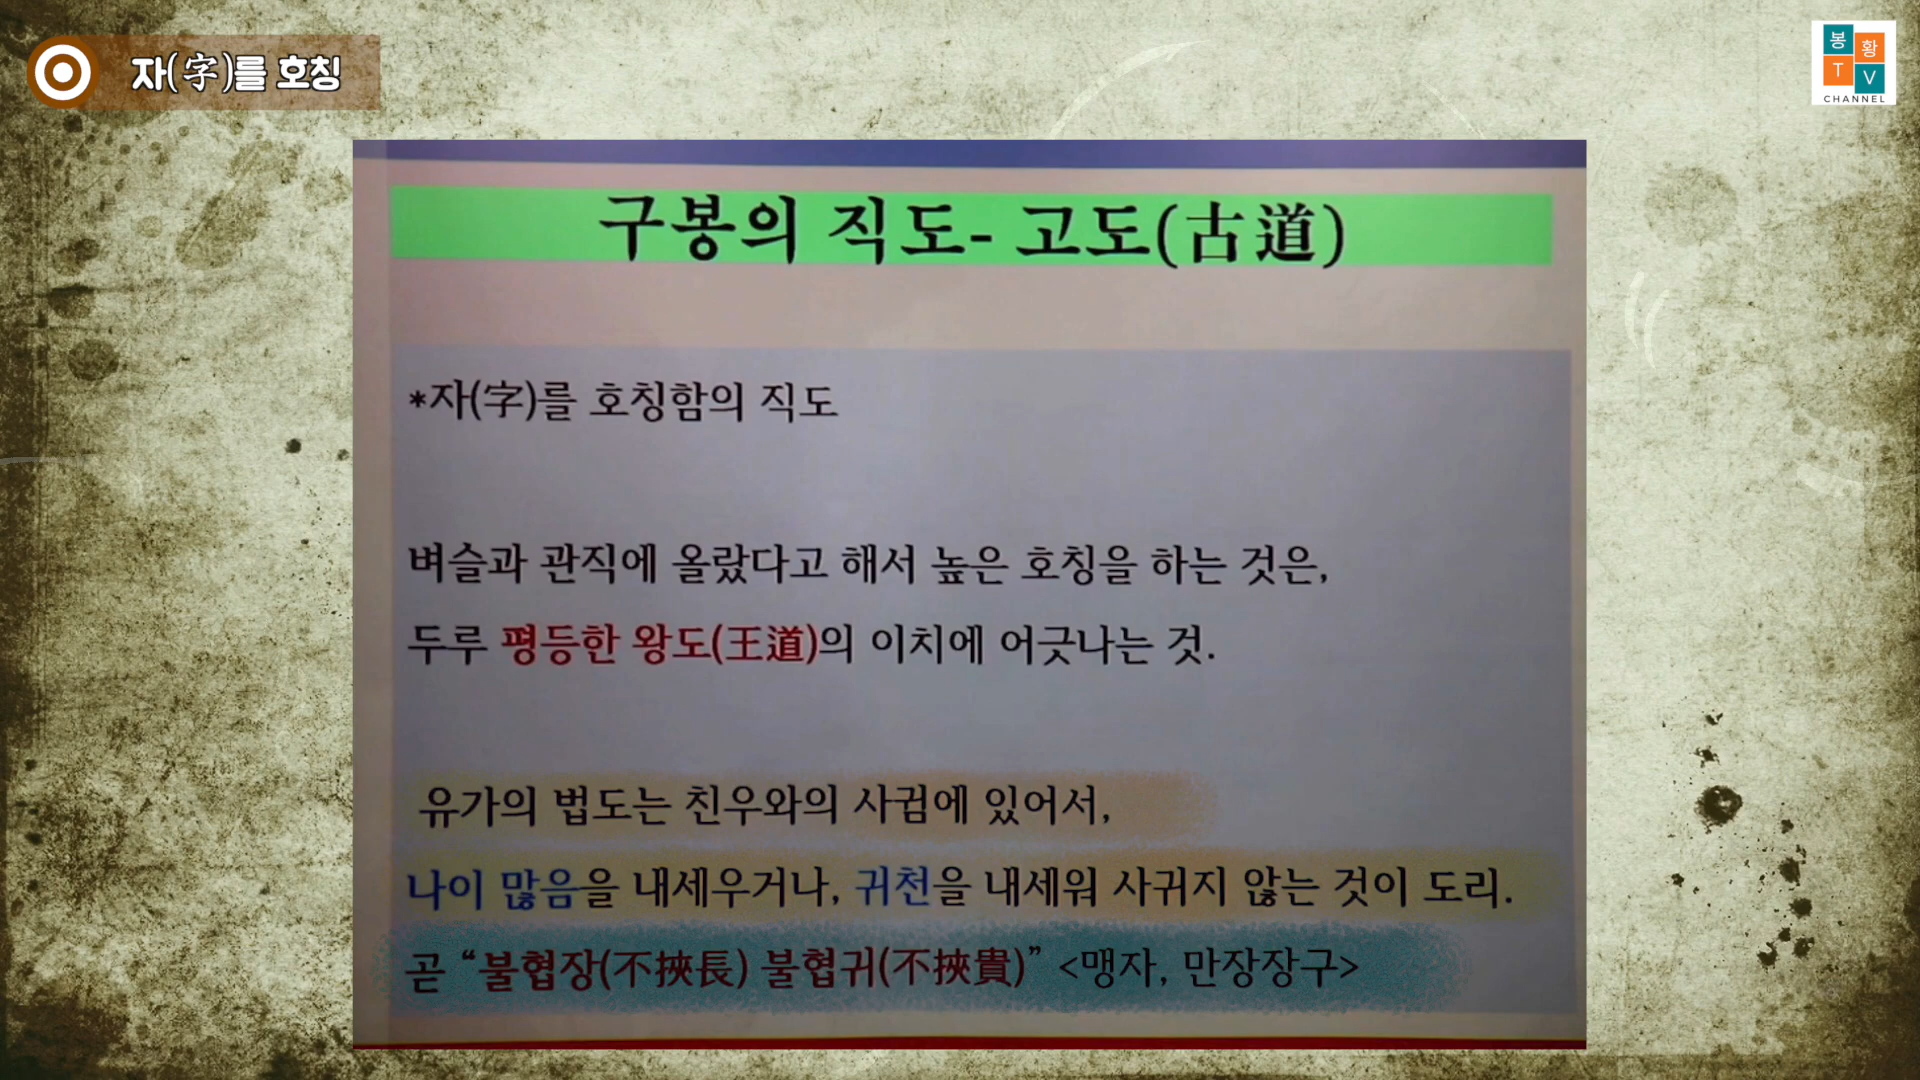 자(字)를 호칭
봉황
TV
CHANNEL
구봉의 직도- 고도(古道)
*자(字)를 호칭함의 직도
벼슬과 관직에 올랐다고 해서 높은 호칭을 하는 것은,
두루 평등한 왕도(王道)의 이치에 어긋나는 것.
유가의 법도는 친우와의 사귐에 있어서,
나이 많음을 내세우거나, 귀천을 내세워 사귀지 않는 것이 도리.
곧 “불협장(不挾長) 불협귀(不挾貴)” <맹자, 만장장구>